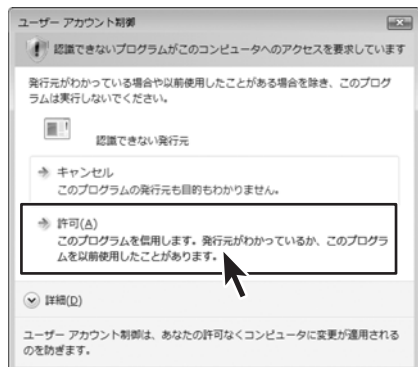 ユーザー アカウント制御
認識できないプログラムがこのコンピュータへのアクセスを要求しています
発行元がわかっている場合や以前使用したことがある場合を除き、このプログ
ラムは実行しないでください。
認識できない発行元
キャンセル
このプログラムの発行元も目的もわかりません。
許可(A)
このプログラムを信用します。発行元がわかっているか、このプログラ
ムを以前使用したことがあります。
詳細(D)
ユーザー アカウント制御は、あなたの許可なくコンピュータに変更が適用される
のを防ぎます。